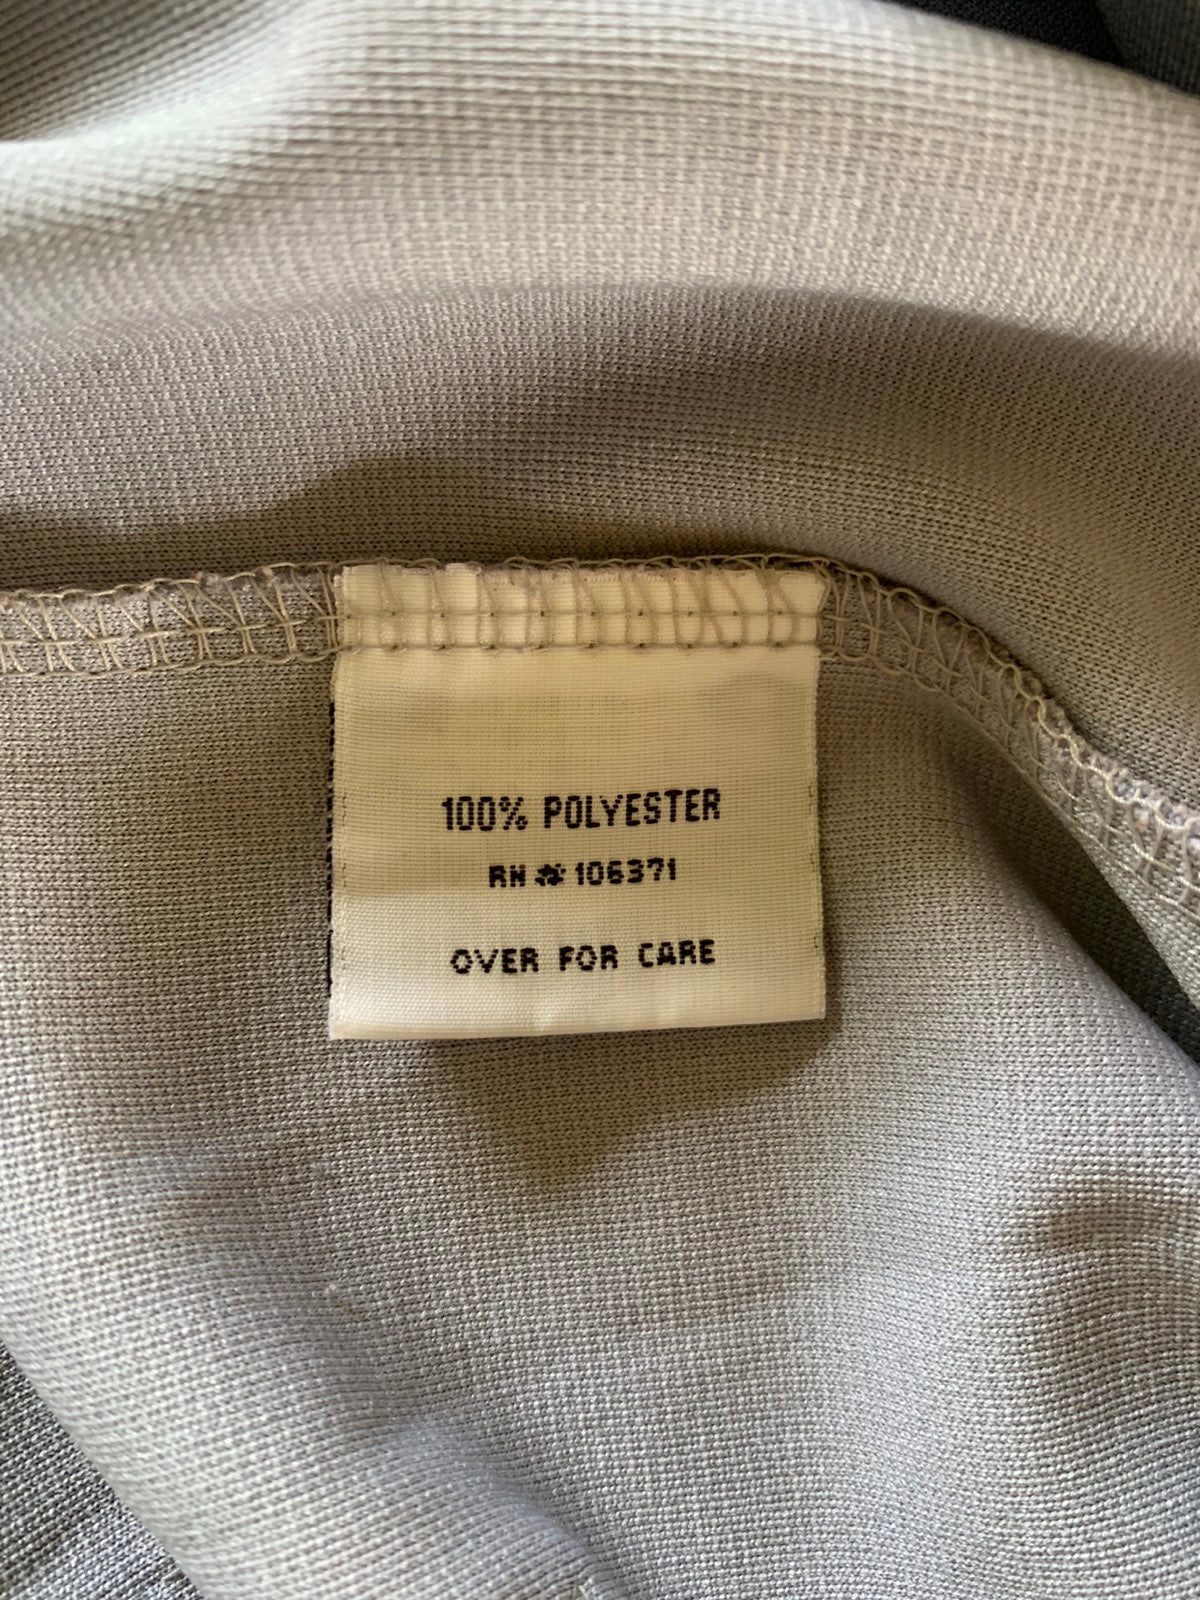 100% POLYESTER
RN # 106371
OVER FOR CARE